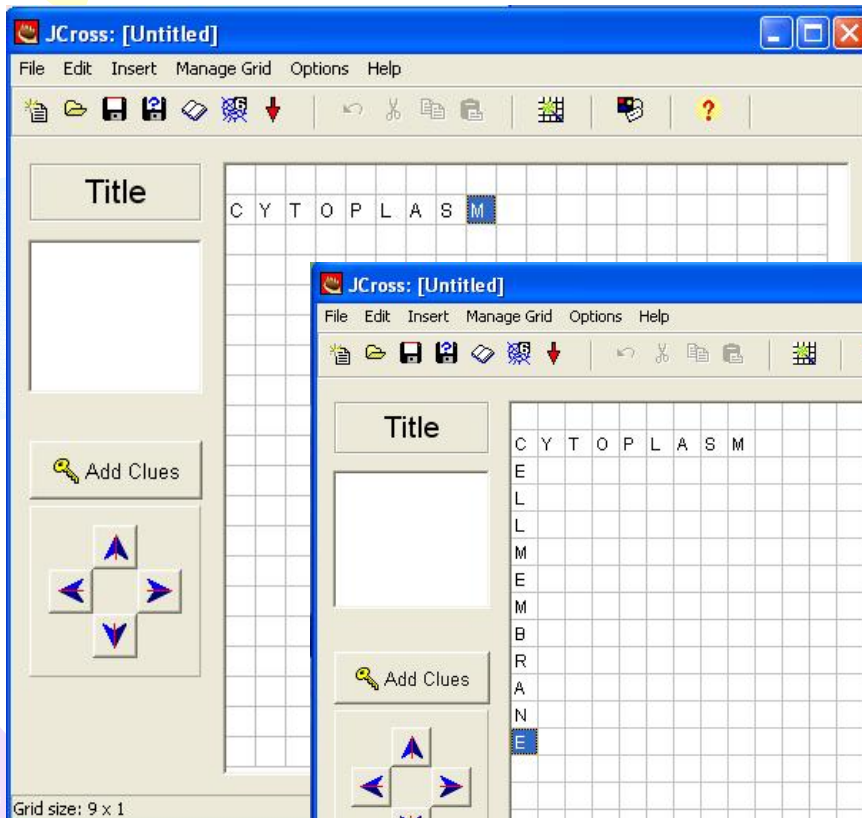 JCross: [Untitled]
File Edit Insert Manage Grid Options Help
Title
C Y T O P L A S M
Add Clues
Grid size: 9 x 1
JCross: [Untitled]
File Edit Insert Manage Grid Options Help
Title
C Y T O P L A S M
E
L
L
M
E
M
B
R
A
N
E
Add Clues